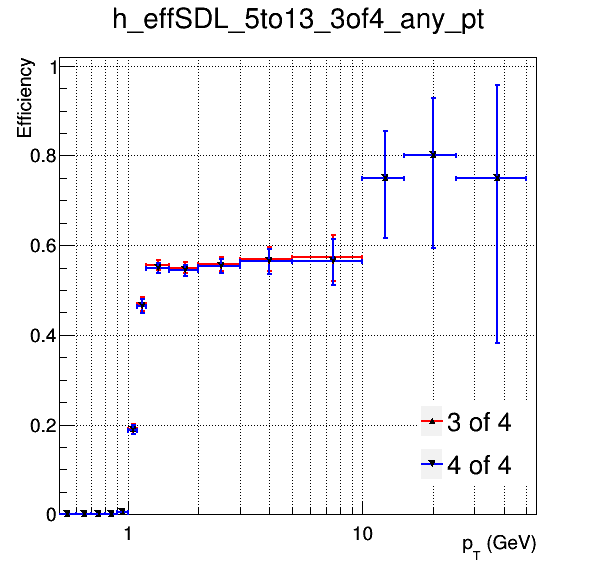 h_effSDL_5to13_3of4_any_pt
Efficiency
1
0.8
0.6
0.4
0.2
0
1
10
p_T (GeV)
3 of 4
4 of 4